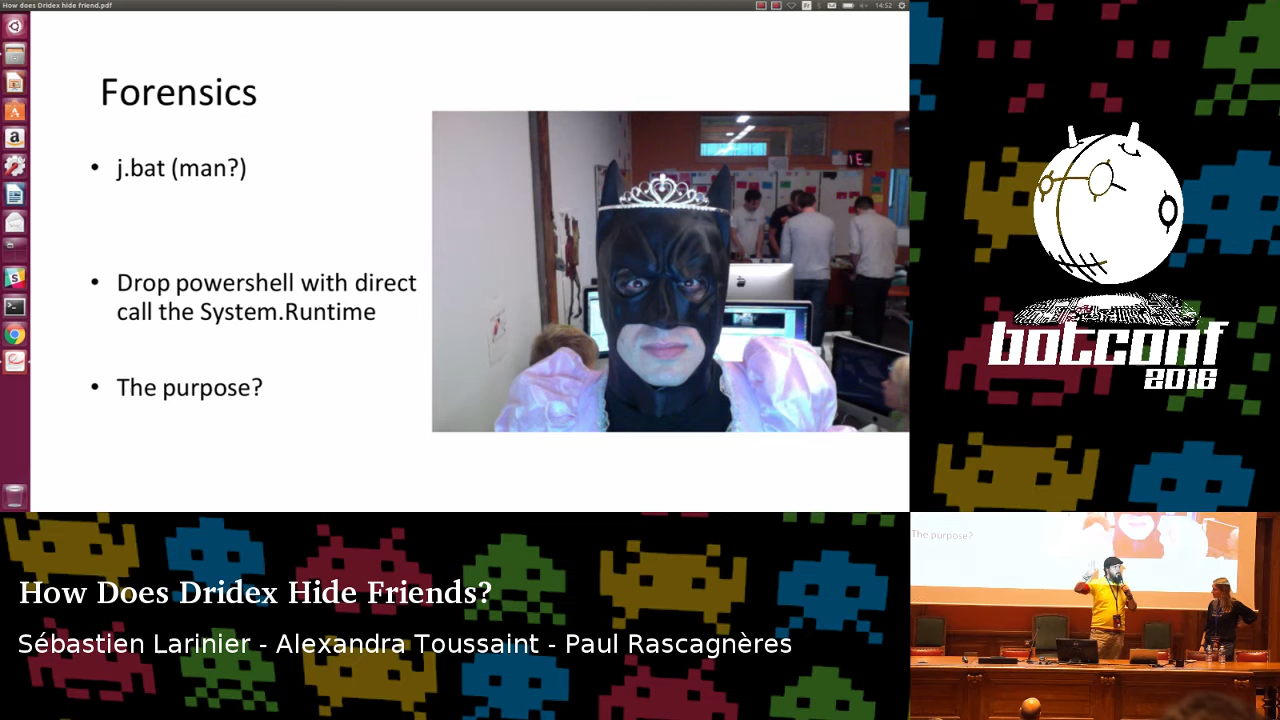 How does Dridex hide friend.pdf
Fr
14:52
Forensics
• j.bat (man?)
• Drop powershell with direct
call the System.Runtime
• The purpose?
botconf
2016
How Does Dridex Hide Friends?
Sébastien Larinier - Alexandra Toussaint - Paul Rascagnères
The purpose?